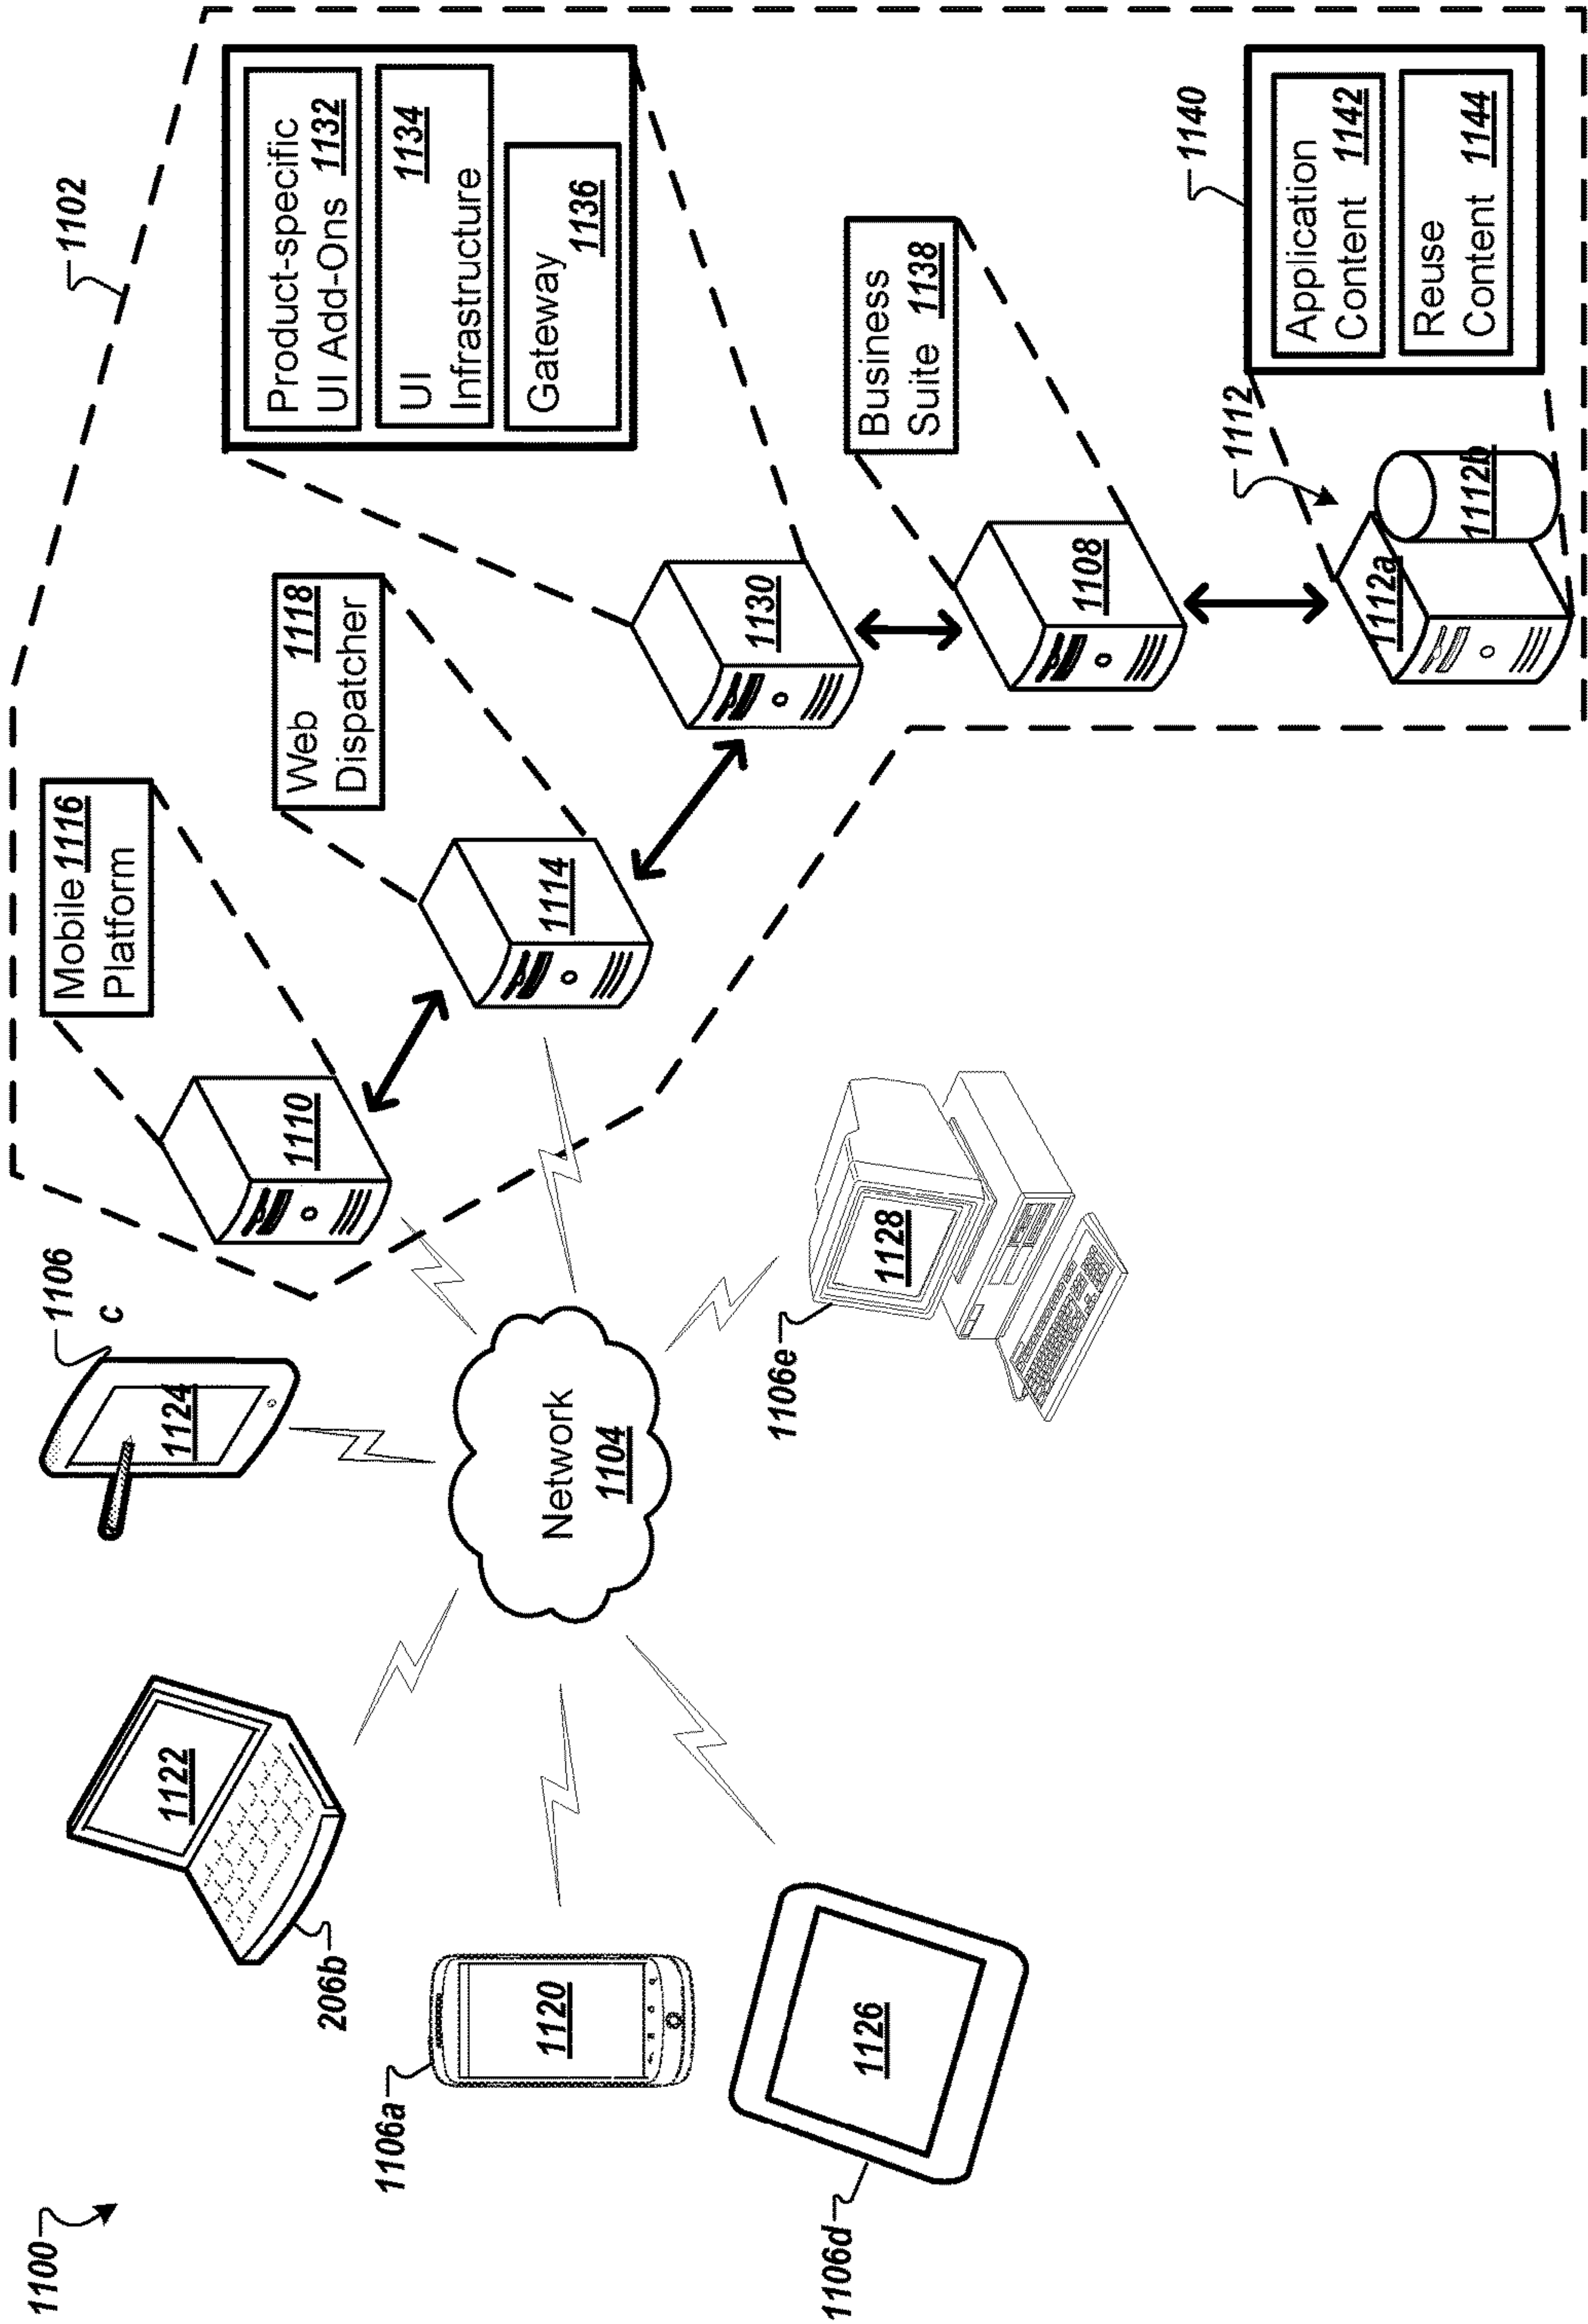 1100
1102
206b
1122
1106
c
1124
1106a
1120
1106d
1126
Network
1104
1106e
1128
Mobile 1116
Platform
1110
Web 1118
Dispatcher
1114
Product-specific
UI Add-Ons 1132
UI 1134
Infrastructure
Gateway
1136
1130
Business
Suite 1138
1108
1140
Application
Content 1142
Reuse
Content 1144
1112
1112a
1112b